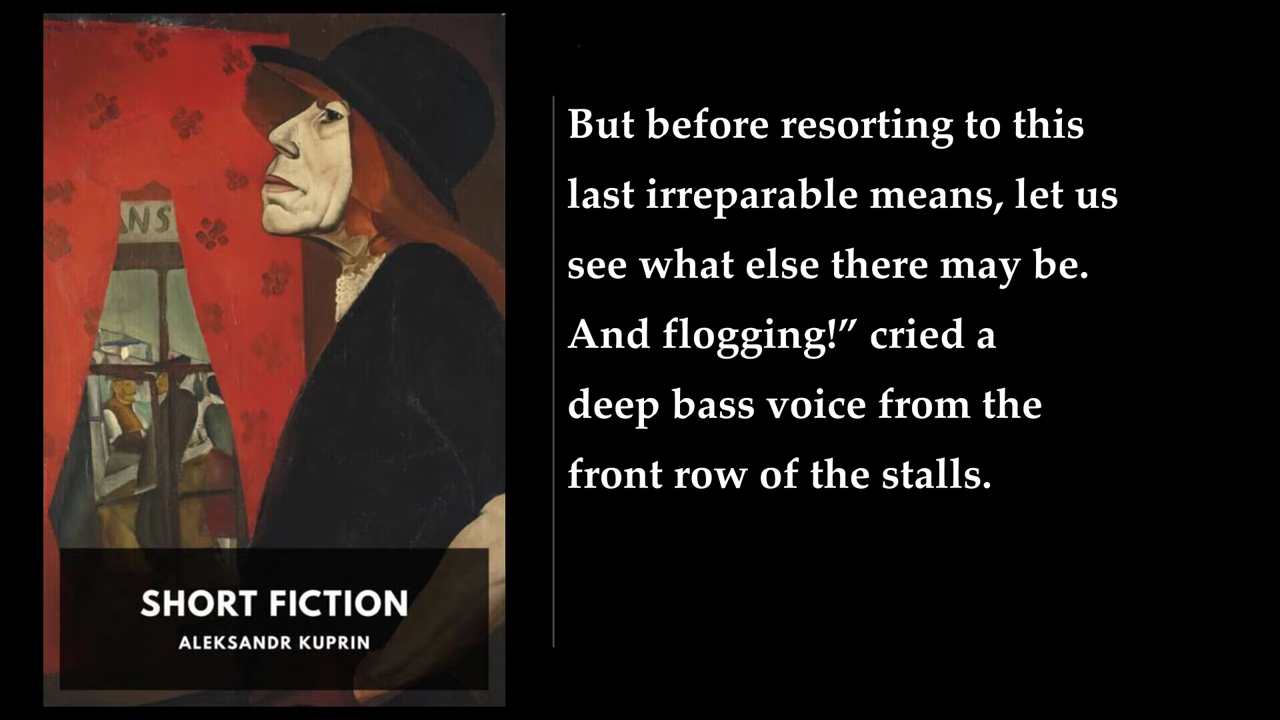 ANS
SHORT FICTION
ALEKSANDR KUPRIN
But before resorting to this
last irreparable means, let us
see what else there may be.
And flogging!” cried a
deep bass voice from the
front row of the stalls.